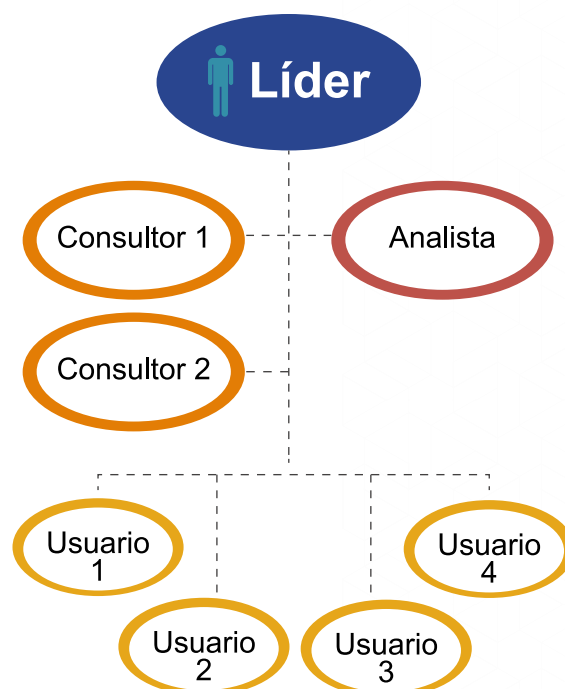 Líder
Consultor 1
Analista
Consultor 2
Usuario
1
Usuario
4
Usuario
2
Usuario
3